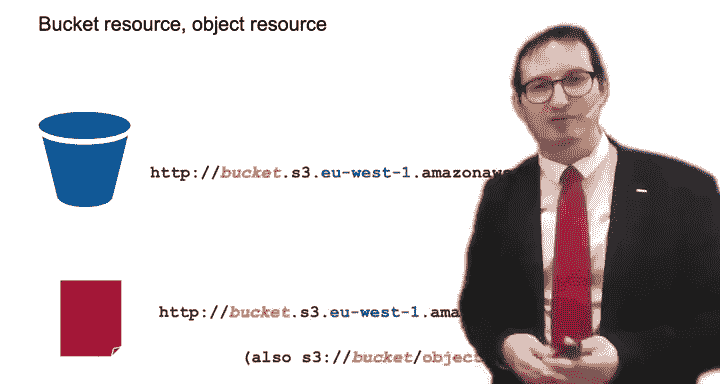 Bucket resource, object resource
http://bucket.s3.eu-west-1.amazonaws
http://bucket.s3.eu-west-1.ama
(also s3://bucket/object